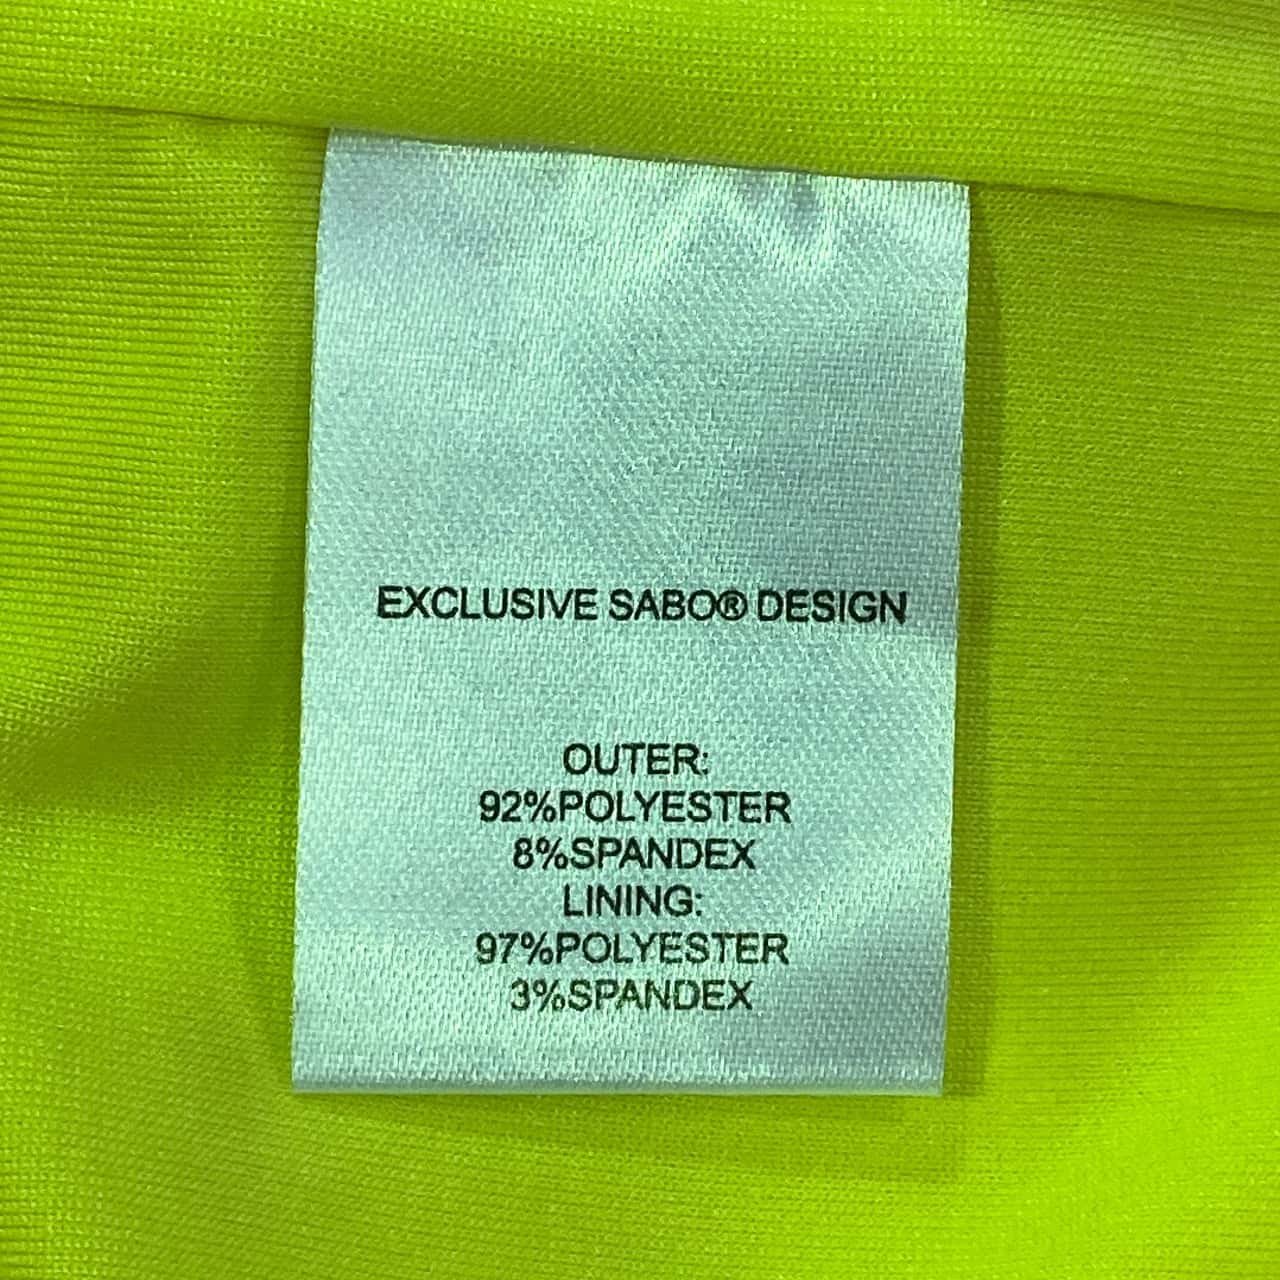 EXCLUSIVE SABO® DESIGN
OUTER:
92%POLYESTER
8%SPANDEX
LINING:
97%POLYESTER
3%SPANDEX